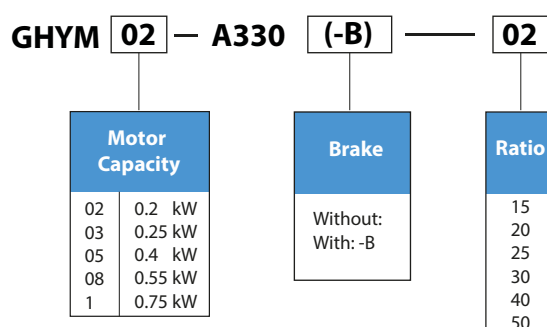 GHYM 02 — A330 (-B) — 02
Motor Capacity
02 0.2 kW
03 0.25 kW
05 0.4 kW
08 0.55 kW
1 0.75 kW
Brake
Without:
With: -B
Ratio
15
20
25
30
40
50